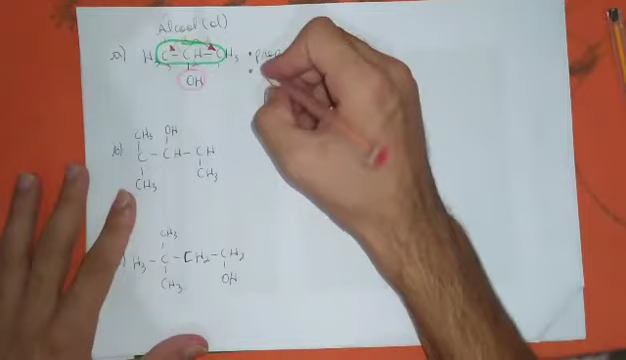 Alcool (ol)
a) H3C-CH-CH3 • prop
OH •
b) CH3 OH
C-CH-CH
CH3 CH3
CH3
H3-C-CH2-CH2
CH3 OH